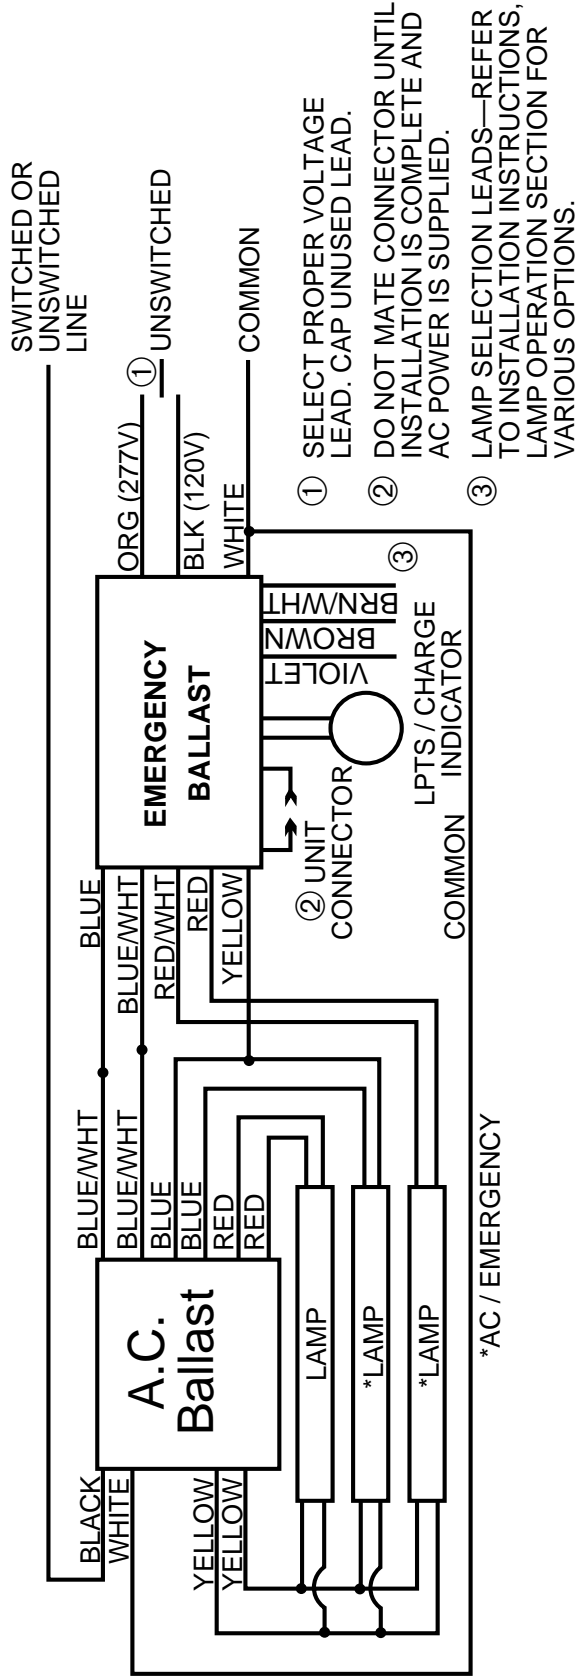 SWITCHED OR
UNSWITCHED
LINE
ORG (277V)
① UNSWITCHED
BLK (120V)
WHITE
COMMON
EMERGENCY
BALLAST
BLUE
BLUE/WHT
RED/WHT
RED
YELLOW
BRN/WHT
BROWN
VIOLET
③
LPTS / CHARGE
INDICATOR
② UNIT
CONNECTOR
COMMON
BLUE/WHT
BLUE/WHT
BLUE
BLUE
RED
RED
A.C.
Ballast
BLACK
WHITE
YELLOW
YELLOW
LAMP
*LAMP
*LAMP
*AC / EMERGENCY
① SELECT PROPER VOLTAGE
LEAD. CAP UNUSED LEAD.
② DO NOT MATE CONNECTOR UNTIL
INSTALLATION IS COMPLETE AND
AC POWER IS SUPPLIED.
③ LAMP SELECTION LEADS—REFER
TO INSTALLATION INSTRUCTIONS,
LAMP OPERATION SECTION FOR
VARIOUS OPTIONS.